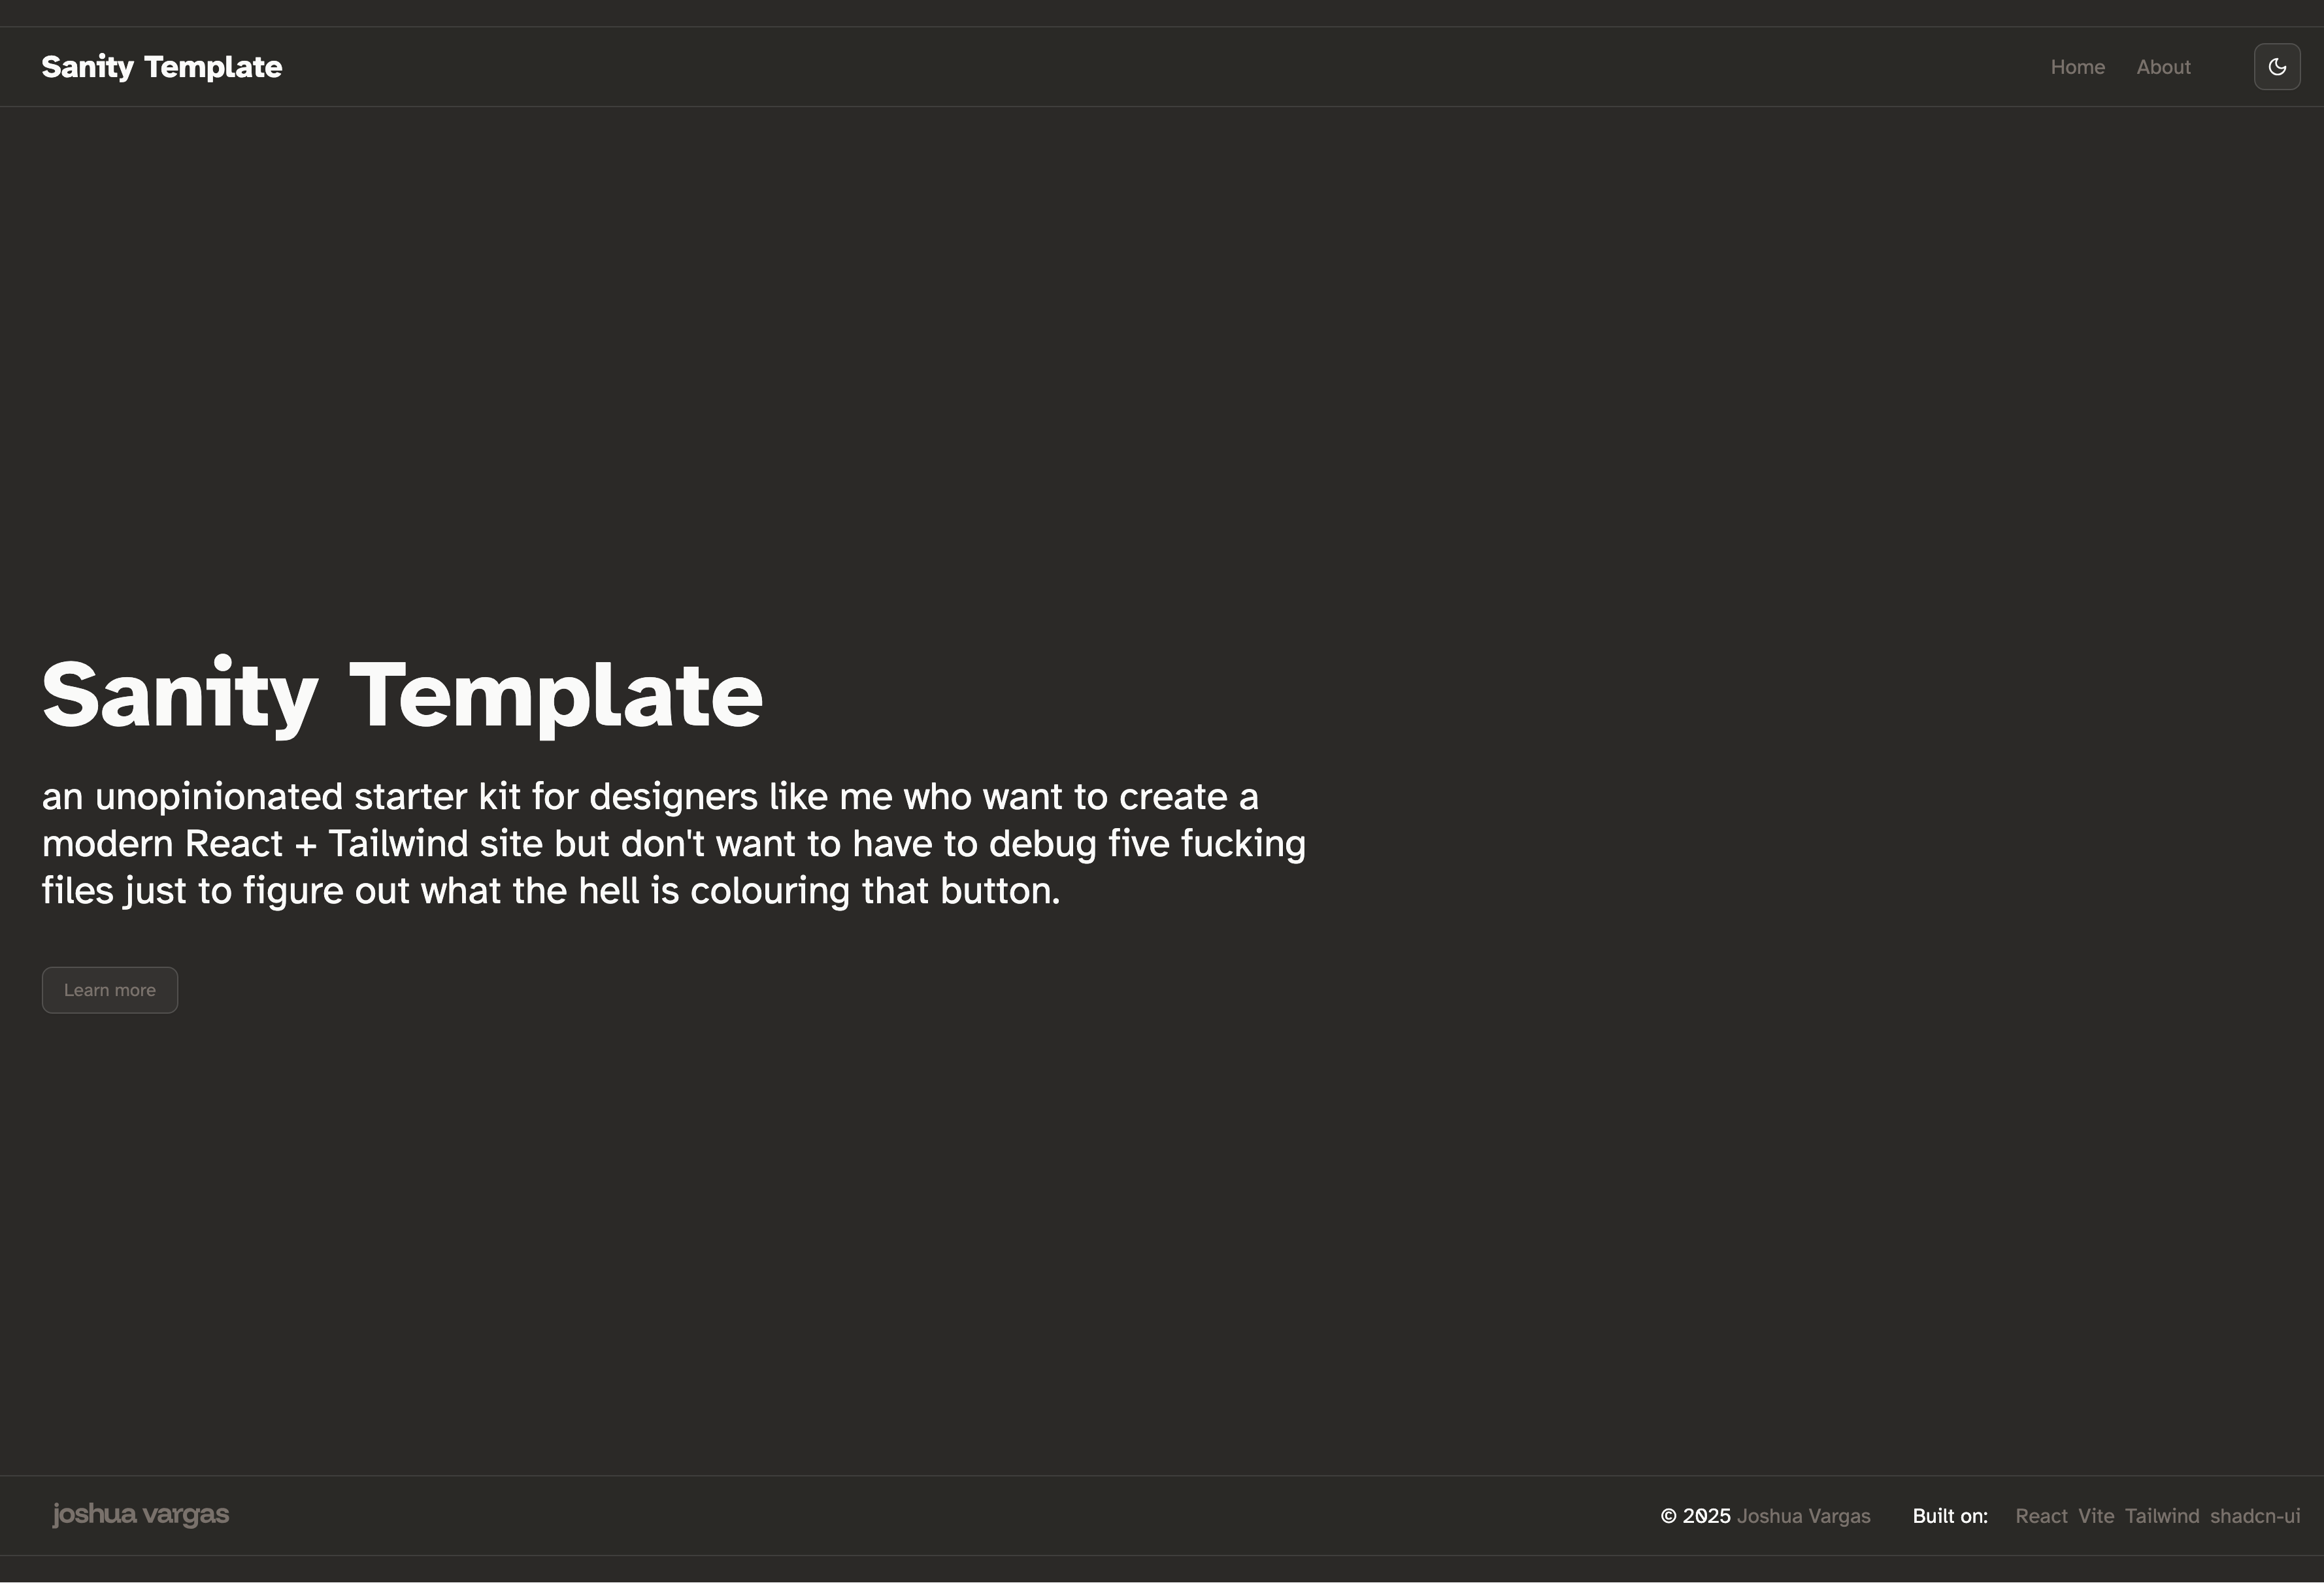 Sanity Template
Home About
Sanity Template
an unopinionated starter kit for designers like me who want to create a
modern React + Tailwind site but don't want to have to debug five fucking
files just to figure out what the hell is colouring that button.
Learn more
joshua vargas
© 2025 Joshua Vargas Built on: React Vite Tailwind shadcn-ui